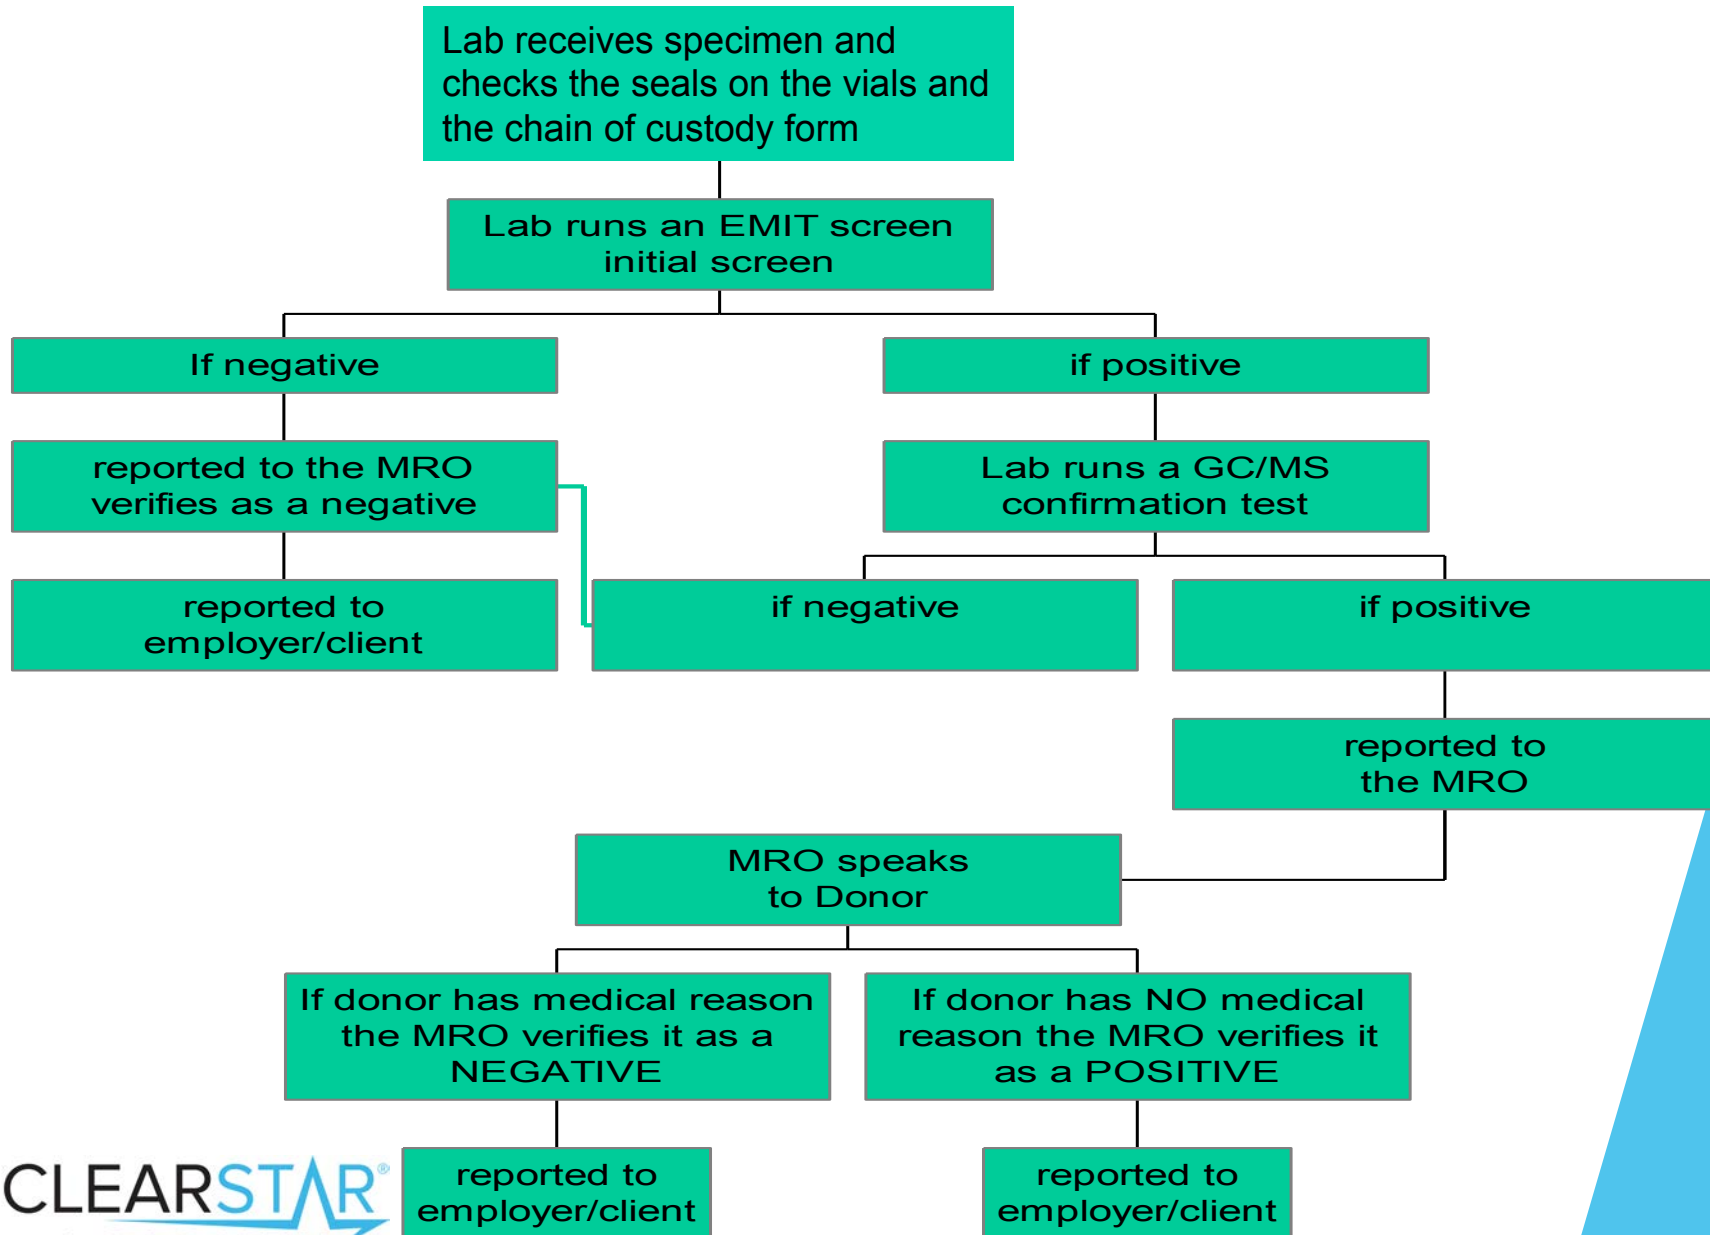 Lab receives specimen and
checks the seals on the vials and
the chain of custody form
Lab runs an EMIT screen
initial screen
If negative
if positive
reported to the MRO
verifies as a negative
Lab runs a GC/MS
confirmation test
reported to
employer/client
if negative
if positive
reported to
the MRO
MRO speaks
to Donor
If donor has medical reason
the MRO verifies it as a
NEGATIVE
If donor has NO medical
reason the MRO verifies it
as a POSITIVE
reported to
employer/client
reported to
employer/client
CLEARSTAR®